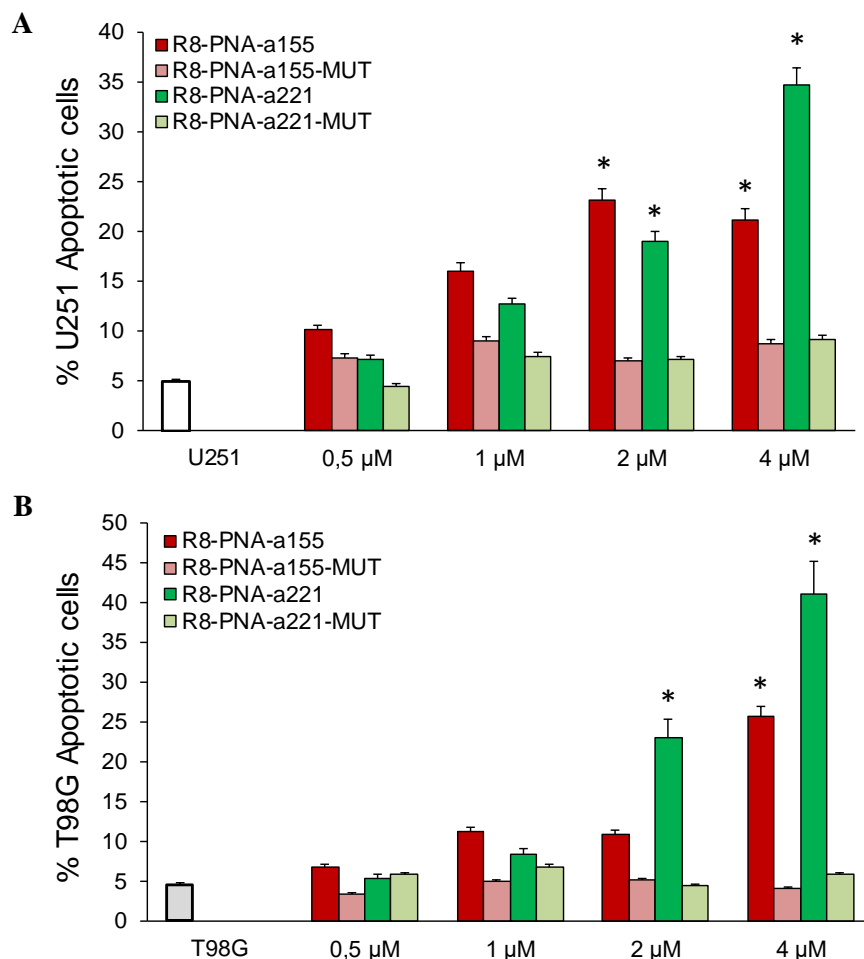 A
% U251 Apoptotic cells
40
35
30
25
20
15
10
5
0
R8-PNA-a155
R8-PNA-a155-MUT
R8-PNA-a221
R8-PNA-a221-MUT
*
*
*
*
U251 0,5 µM 1 µM 2 µM 4 µM
B
% T98G Apoptotic cells
50
45
40
35
30
25
20
15
10
5
0
R8-PNA-a155
R8-PNA-a155-MUT
R8-PNA-a221
R8-PNA-a221-MUT
*
*
*
T98G 0,5 µM 1 µM 2 µM 4 µM